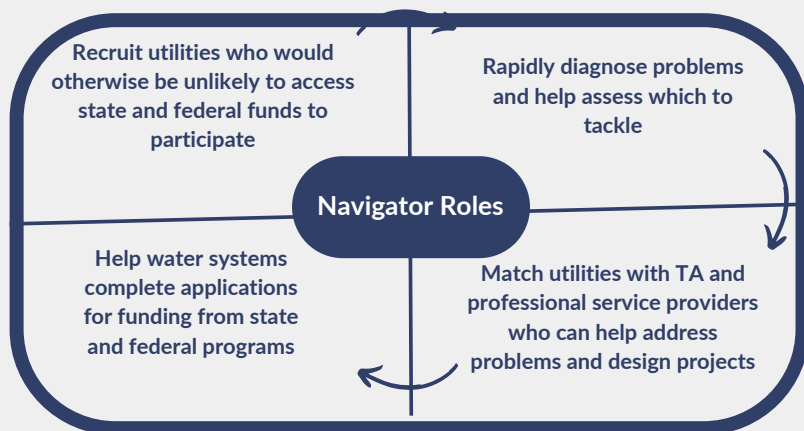 Recruit utilities who would
otherwise be unlikely to access
state and federal funds to
participate
Rapidly diagnose problems
and help assess which to
tackle
Navigator Roles
Help water systems
complete applications
for funding from state
and federal programs
Match utilities with TA and
professional service providers
who can help address
problems and design projects